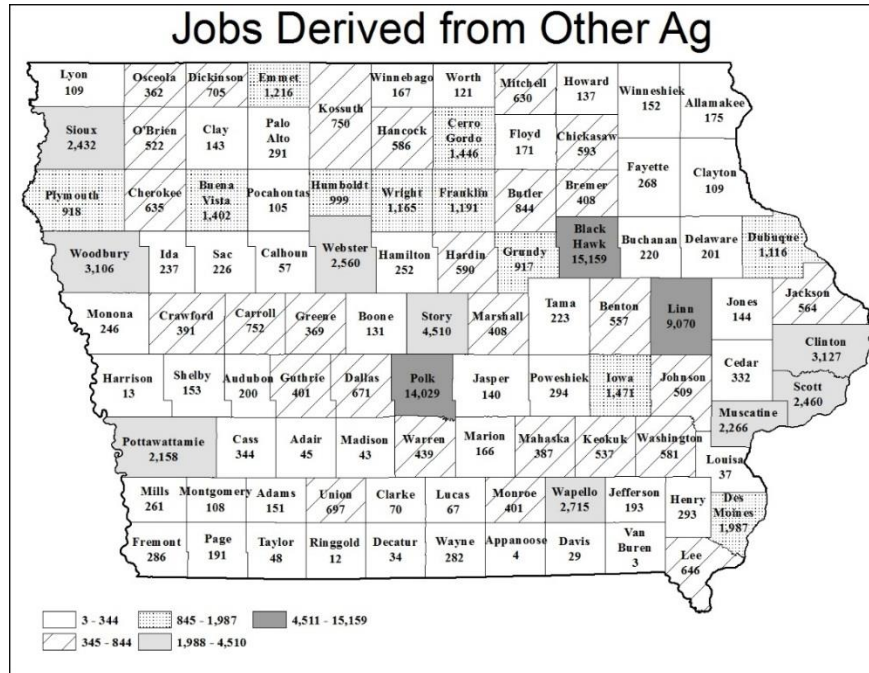 Jobs Derived from Other Ag
Lyon
109
Osceola
362
Dickinson
705
Emmet
1,216
Kossuth
750
Winnebago
167
Worth
121
Mitchell
630
Howard
137
Winneshiek
152
Allamakee
175
Sioux
2,432
O'Brien
522
Clay
143
Palo
Alto
291
Hancock
586
Cerro
Gordo
1,446
Floyd
171
Chickasaw
593
Fayette
268
Clayton
109
Plymouth
918
Cherokee
635
Buena
Vista
1,402
Pocahontas
105
Humboldt
999
Wright
1,165
Franklin
1,191
Butler
844
Bremer
408
Woodbury
3,106
Ida
237
Sac
226
Calhoun
57
Webster
2,560
Hamilton
252
Hardin
590
Grundy
917
Black
Hawk
15,159
Buchanan
220
Delaware
201
Dubuque
1,116
Monona
246
Crawford
391
Carroll
752
Greene
369
Boone
131
Story
4,510
Marshall
408
Tama
223
Benton
557
Linn
9,070
Jones
144
Jackson
564
Clinton
3,127
Harrison
13
Shelby
153
Audubon
200
Guthrie
401
Dallas
671
Polk
14,029
Jasper
140
Poweshiek
294
Iowa
1,471
Johnson
509
Cedar
332
Scott
2,460
Muscatine
2,266
Pottawattamie
2,158
Cass
344
Adair
45
Madison
43
Warren
439
Marion
166
Mahaska
387
Keokuk
537
Washington
581
Louisa
37
Mills
261
Montgomery
108
Adams
151
Union
697
Clarke
70
Lucas
67
Monroe
401
Wapello
2,715
Jefferson
193
Henry
293
Des
Moines
1,987
Fremont
286
Page
191
Taylor
48
Ringgold
12
Decatur
34
Wayne
282
Appanoose
4
Davis
29
Van
Buren
3
Lee
646
3 - 344
845 - 1,987
4,511 - 15,159
345 - 844
1,988 - 4,510